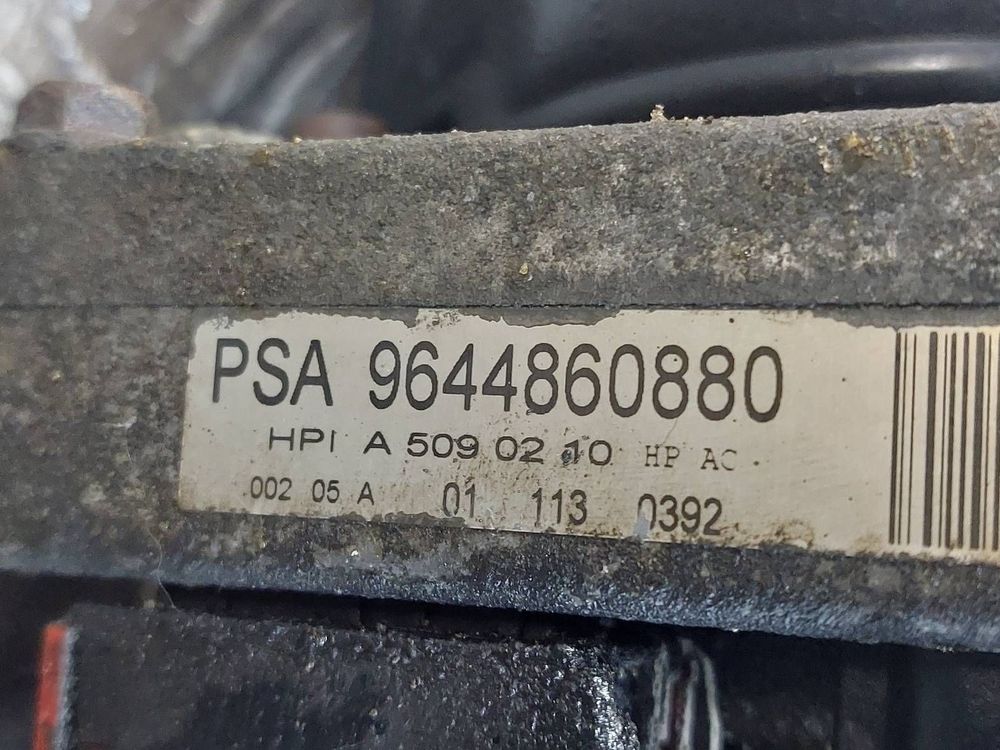 PSA 9644860880
HPI A 509 02 10 HP AC
002 05 A 01 113 0392